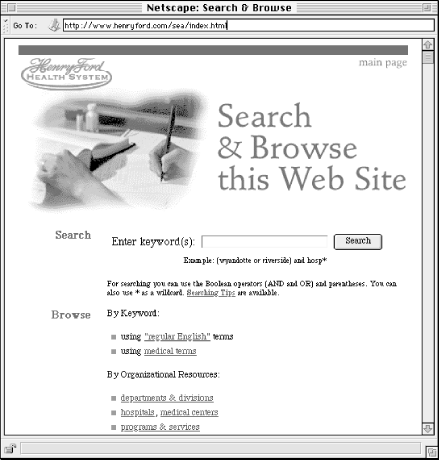 Netscape: Search & Browse
Go To: http://www.henryford.com/sea/index.html
Henry Ford
HEALTH SYSTEM
main page
Search
& Browse
this Web Site
Search
Enter keyword(s):
Search
Example: (wyandotte or riverside) and hosp*
For searching you can use the Boolean operators (AND and OR) and parentheses. You can
also use * as a wildcard. Searching Tips are available.
Browse
By Keyword:
using "regular English" terms
using medical terms
By Organizational Resources:
departments & divisions
hospitals, medical centers
programs & services